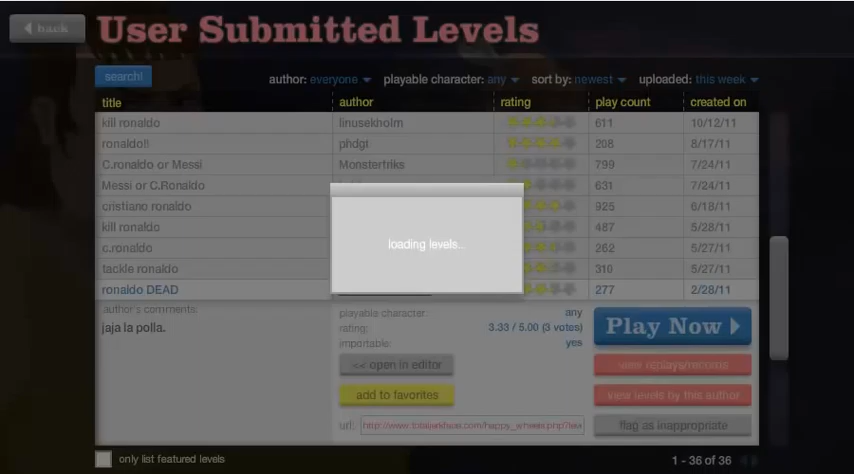 back
User Submitted Levels
search!
author: everyone playable character: any sort by: newest uploaded: this week
title author rating play count created on
kill ronaldo linusekholm 611 10/12/11
ronaldo!! phdgt 208 8/17/11
C.ronaldo or Messi Monsterfriks 799 7/24/11
Messi or C.Ronaldo 631 7/24/11
cristiano ronaldo 925 6/18/11
kill ronaldo 487 5/28/11
c.ronaldo 262 5/27/11
loading levels..
tackle ronaldo 310 5/27/11
ronaldo DEAD 277 2/28/11
author's comments:
jaja la polla.
playable character: any
rating: 3.33 / 5.00 (3 votes)
importable: yes
Play Now
<< open in editor
view replays/records
add to favorites
view levels by this author
url:
flag as inappropriate
only list featured levels
1 - 36 of 36